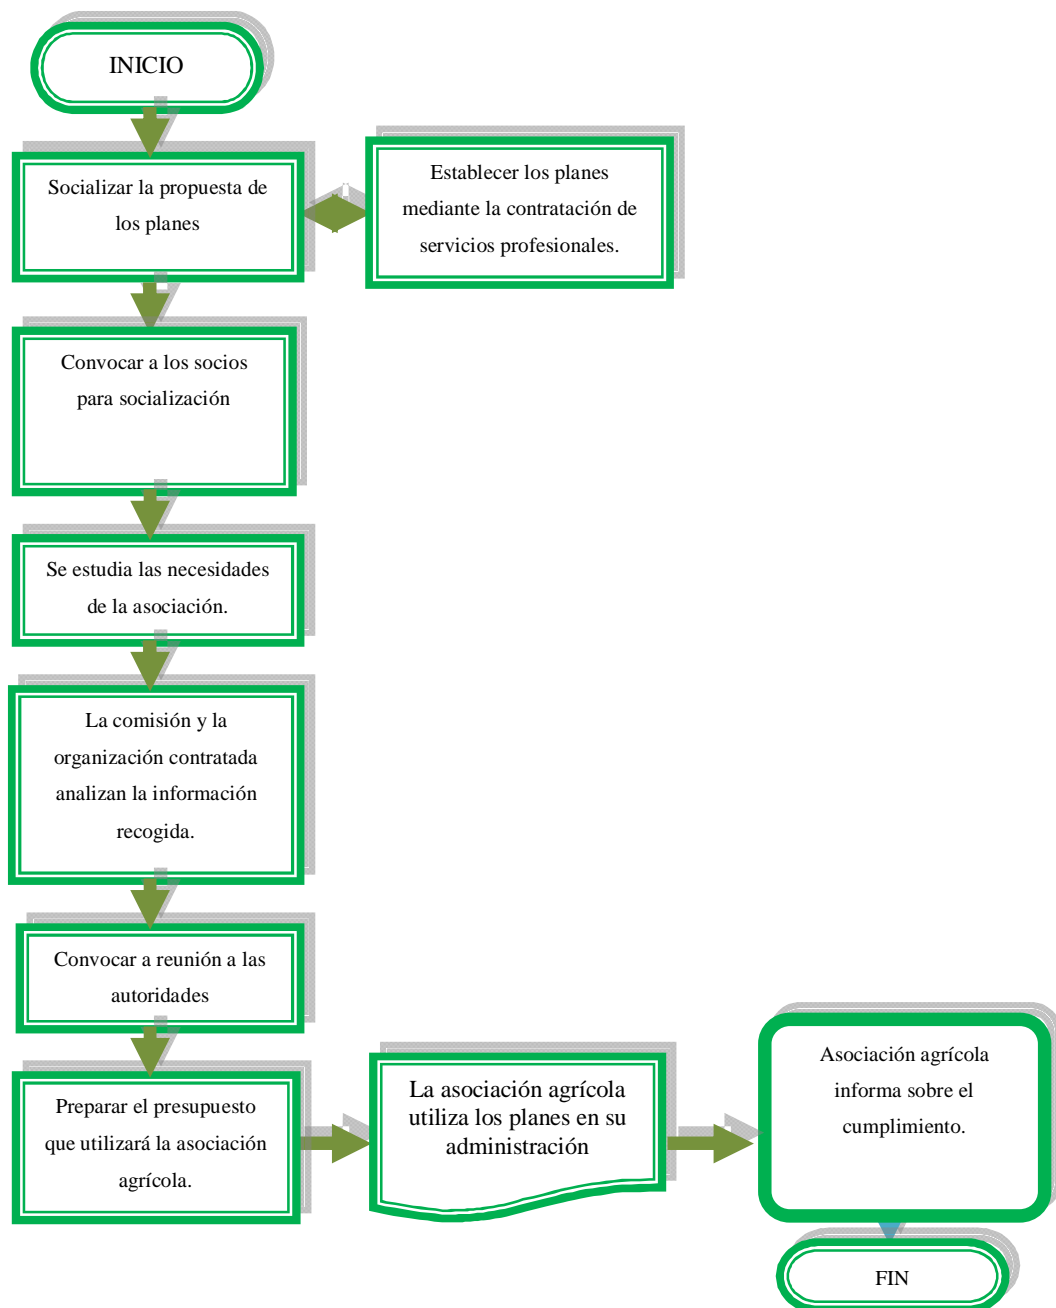 INICIO
Socializar la propuesta de
los planes
Establecer los planes
mediante la contratación de
servicios profesionales.
Convocar a los socios
para socialización
Se estudia las necesidades
de la asociación.
La comisión y la
organización contratada
analizan la información
recogida.
Convocar a reunión a las
autoridades
Preparar el presupuesto
que utilizará la asociación
agrícola.
La asociación agrícola
utiliza los planes en su
administración
Asociación agrícola
informa sobre el
cumplimiento.
FIN